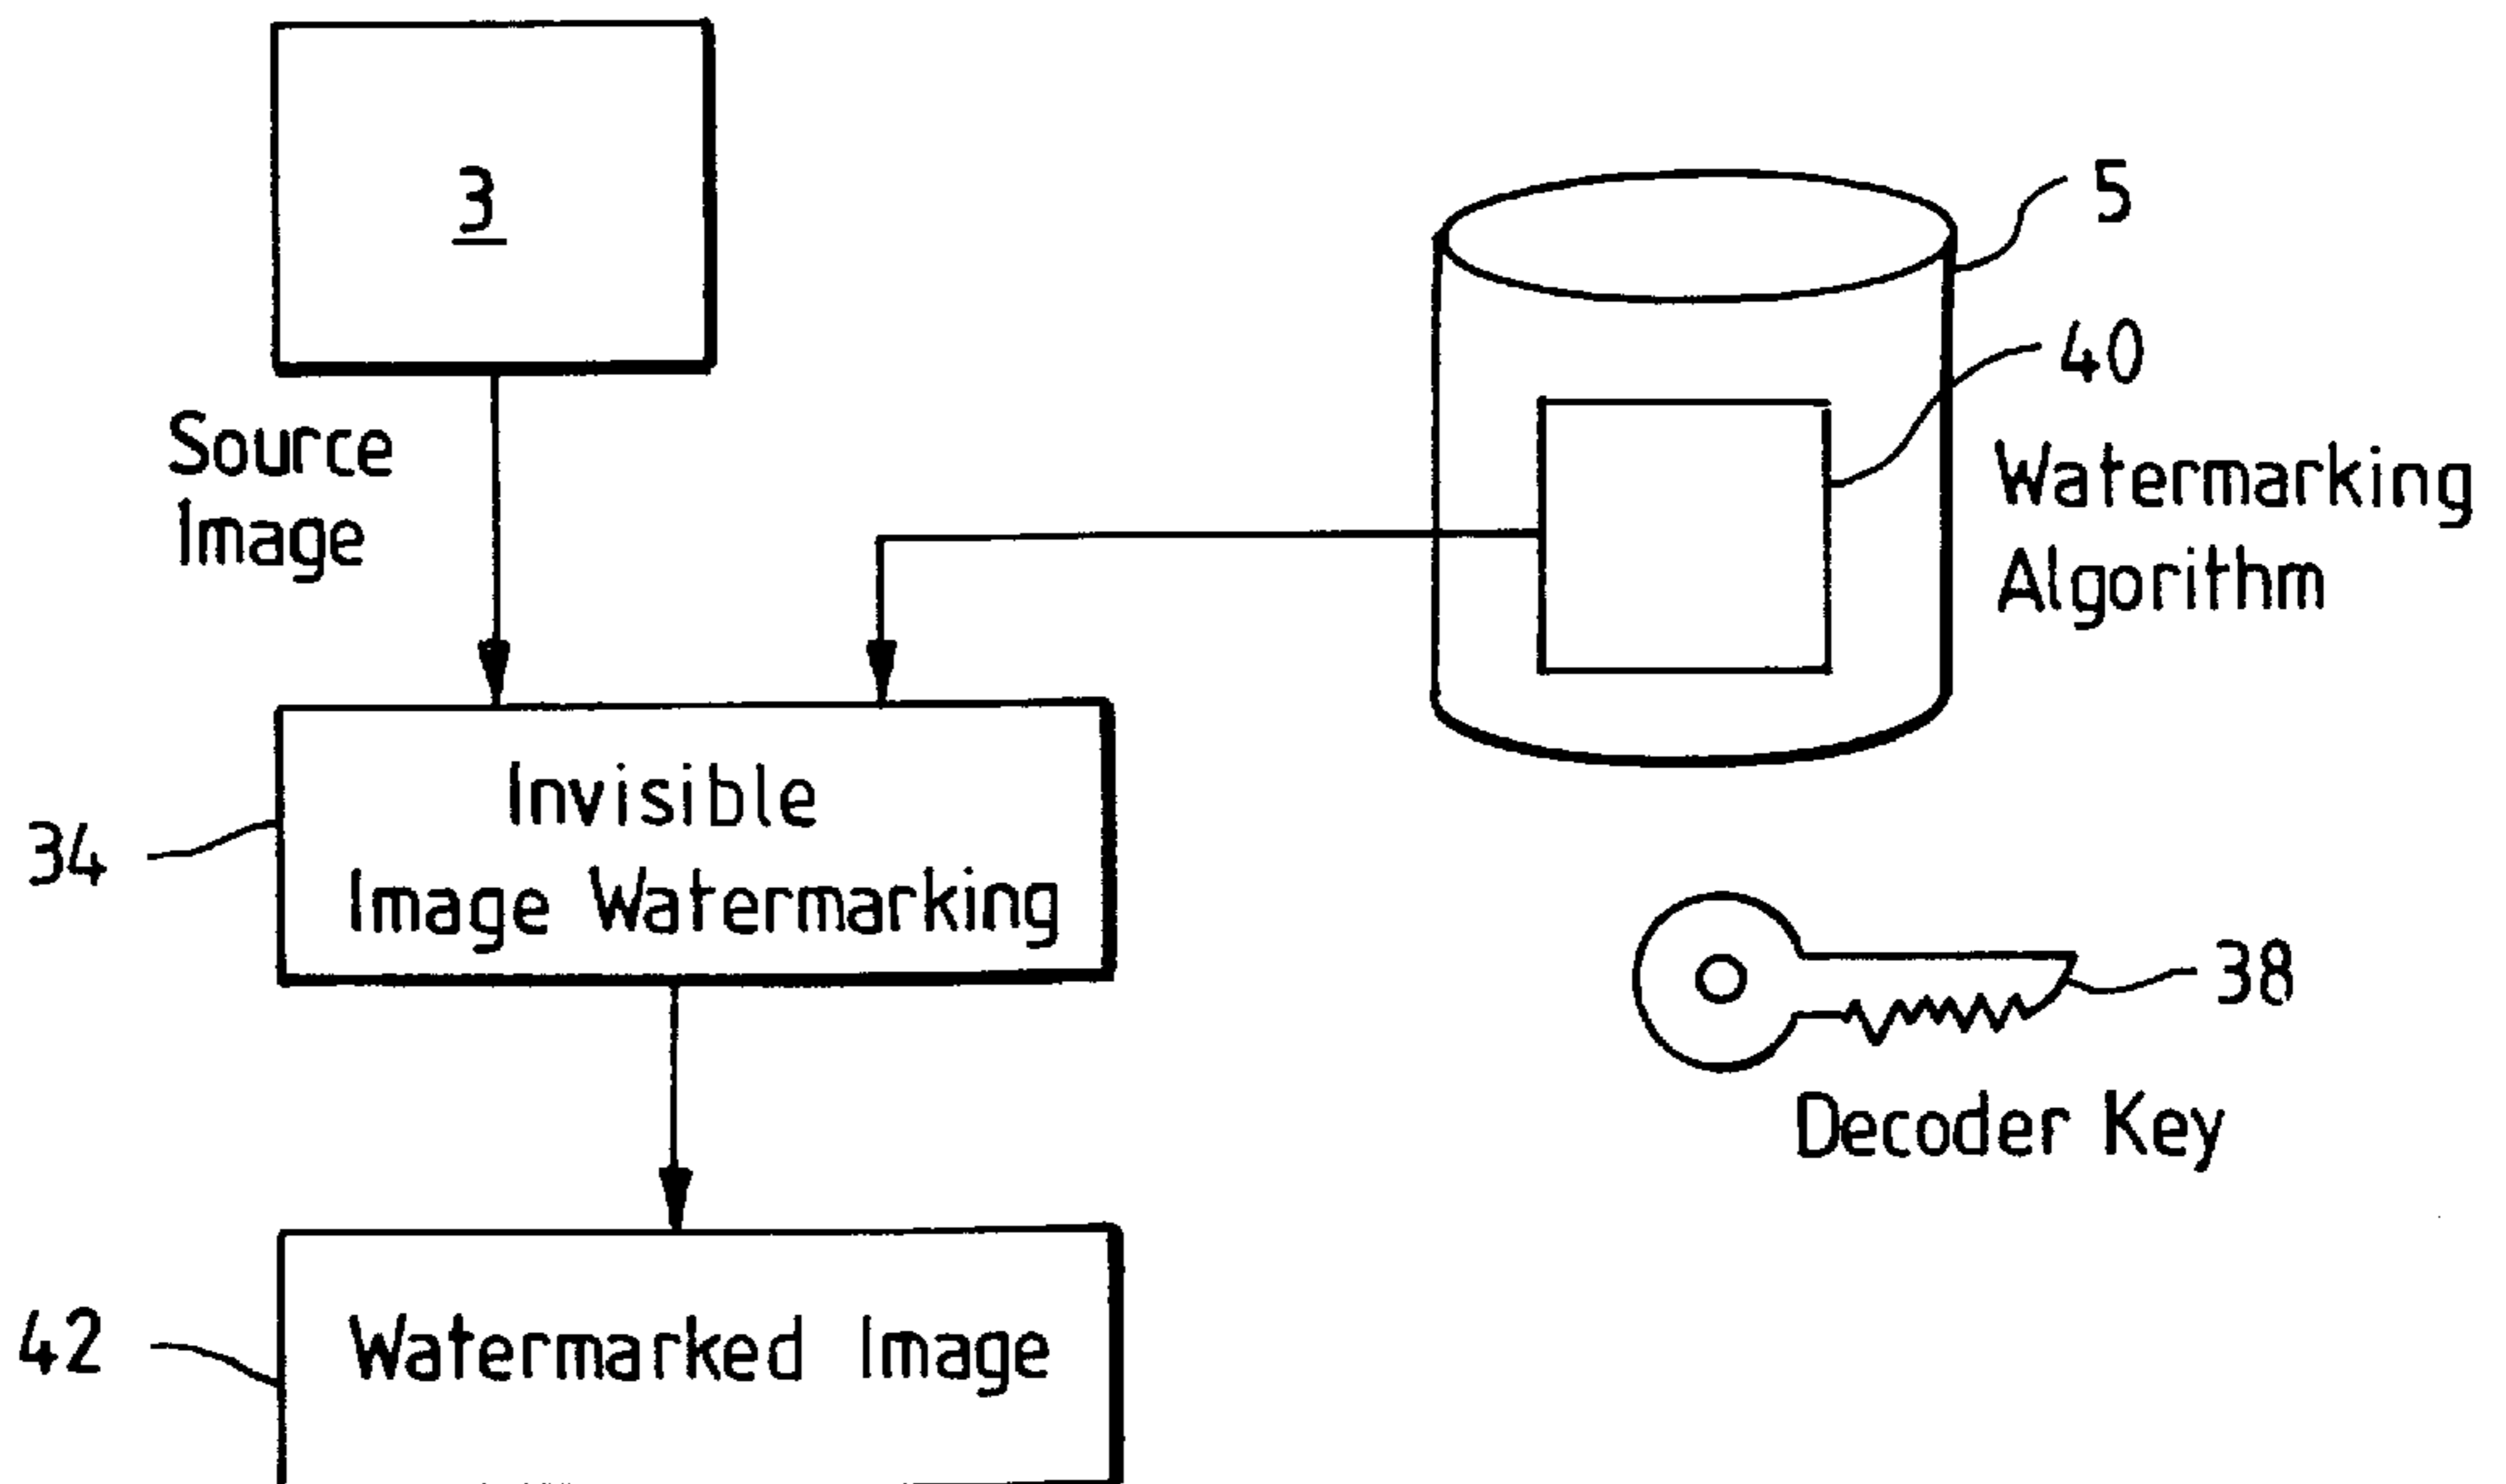 3
5
40
Source
Image
Watermarking
Algorithm
Invisible
Image Watermarking
34
38
Decoder Key
42
Watermarked Image